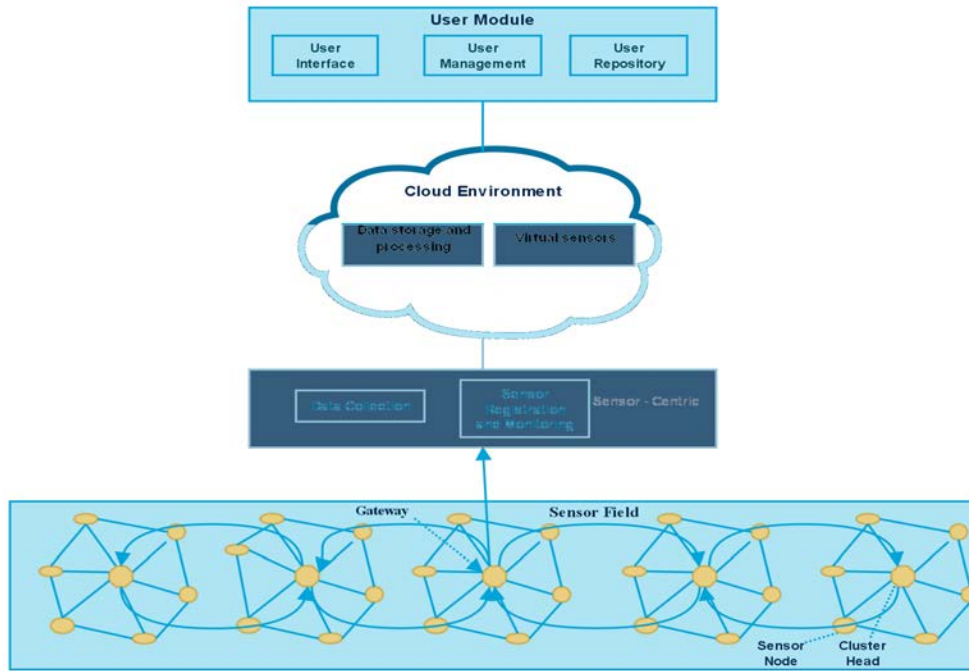 User Module
User
Interface
User
Management
User
Repository
Cloud Environment
Data storage and
processing
Virtual sensors
Data Collection
Sensor
Registration
and Monitoring
Sensor - Centric
Gateway
Sensor Field
Sensor
Node
Cluster
Head